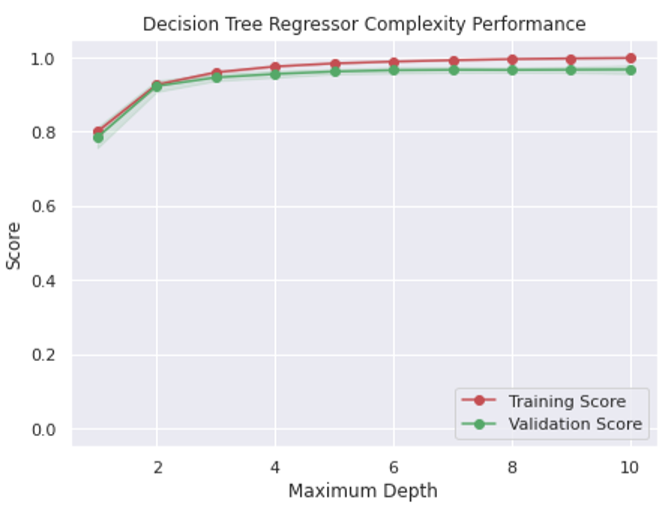 Decision Tree Regressor Complexity Performance
1.0
0.8
0.6
0.4
0.2
0.0
Score
Training Score
Validation Score
2 4 6 8 10
Maximum Depth